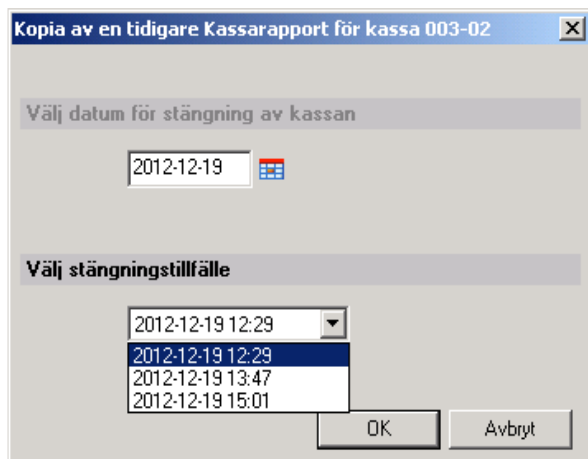 Kopia av en tidigare Kassarapport för kassa 003-02
Välj datum för stängning av kassan
2012-12-19
Välj stängningstillfälle
2012-12-19 12:29
2012-12-19 12:29
2012-12-19 13:47
2012-12-19 15:01
OK Avbryt